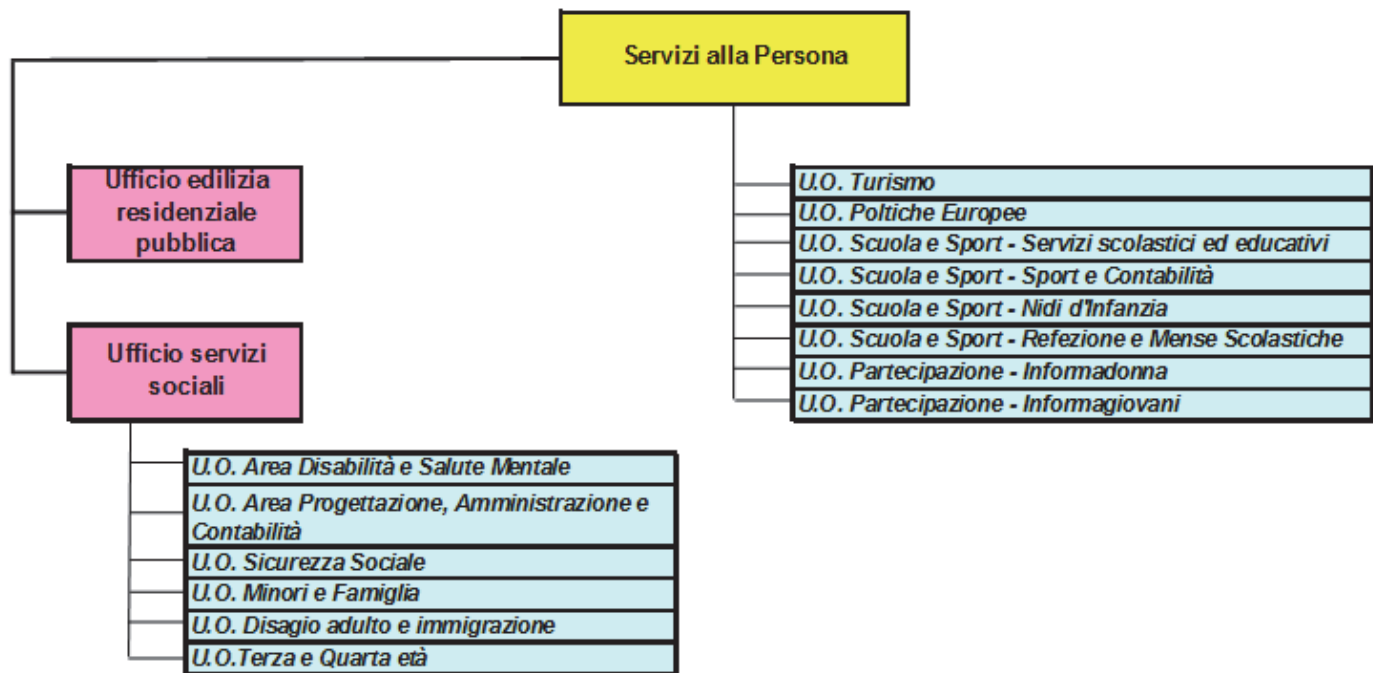 Servizi alla Persona
Ufficio edilizia
residenziale
pubblica
Ufficio servizi
sociali
U.O. Turismo
U.O. Poltiche Europee
U.O. Scuola e Sport - Servizi scolastici ed educativi
U.O. Scuola e Sport - Sport e Contabilità
U.O. Scuola e Sport - Nidi d'Infanzia
U.O. Scuola e Sport - Refezione e Mense Scolastiche
U.O. Partecipazione - Informadonna
U.O. Partecipazione - Informagiovani
U.O. Area Disabilità e Salute Mentale
U.O. Area Progettazione, Amministrazione e
Contabilità
U.O. Sicurezza Sociale
U.O. Minori e Famiglia
U.O. Disagio adulto e immigrazione
U.O.Terza e Quarta età